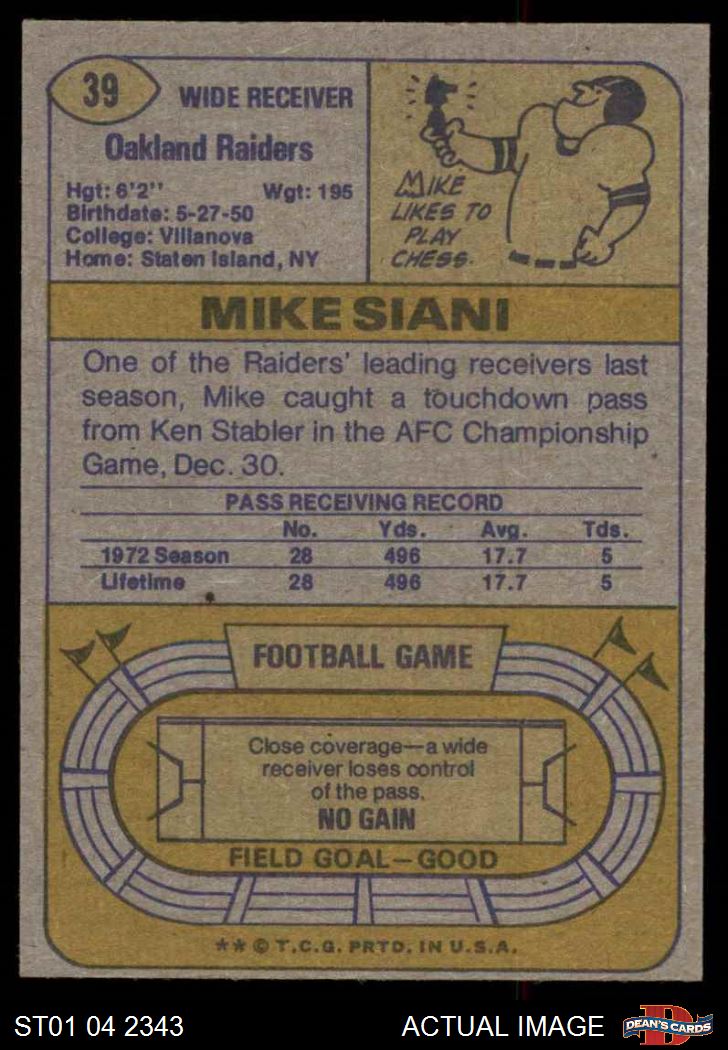 39
WIDE RECEIVER
Oakland Raiders
Hgt: 6'2" Wgt: 195
Birthdate: 5-27-50
College: Villanova
Home: Staten Island, NY
MIKE
LIKES TO
PLAY
CHESS.
MIKE SIANI
One of the Raiders' leading receivers last
season, Mike caught a touchdown pass
from Ken Stabler in the AFC Championship
Game, Dec. 30.
PASS RECEIVING RECORD
No. Yds. Avg. Tds.
1972 Season 28 496 17.7 5
Lifetime 28 496 17.7 5
FOOTBALL GAME
Close coverage—a wide
receiver loses control
of the pass.
NO GAIN
FIELD GOAL—GOOD
** © T.C.G. PRTD. IN U.S.A.
ST01 04 2343 ACTUAL IMAGE
D
DEAN'S CARDS